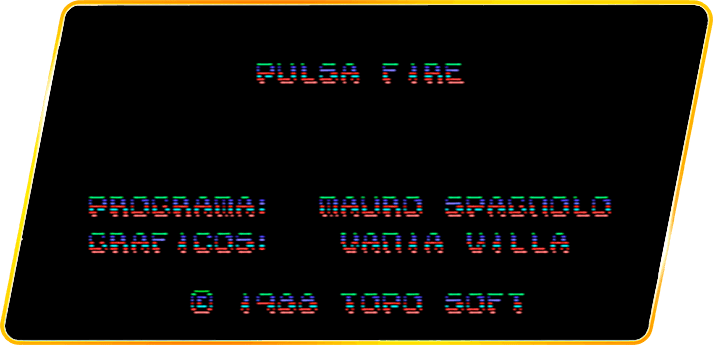 PULSA FIRE
PROGRAMA: MAURO SPAGNOLO
GRAFICOS: VANIA VILLA
© 1988 TOPO SOFT